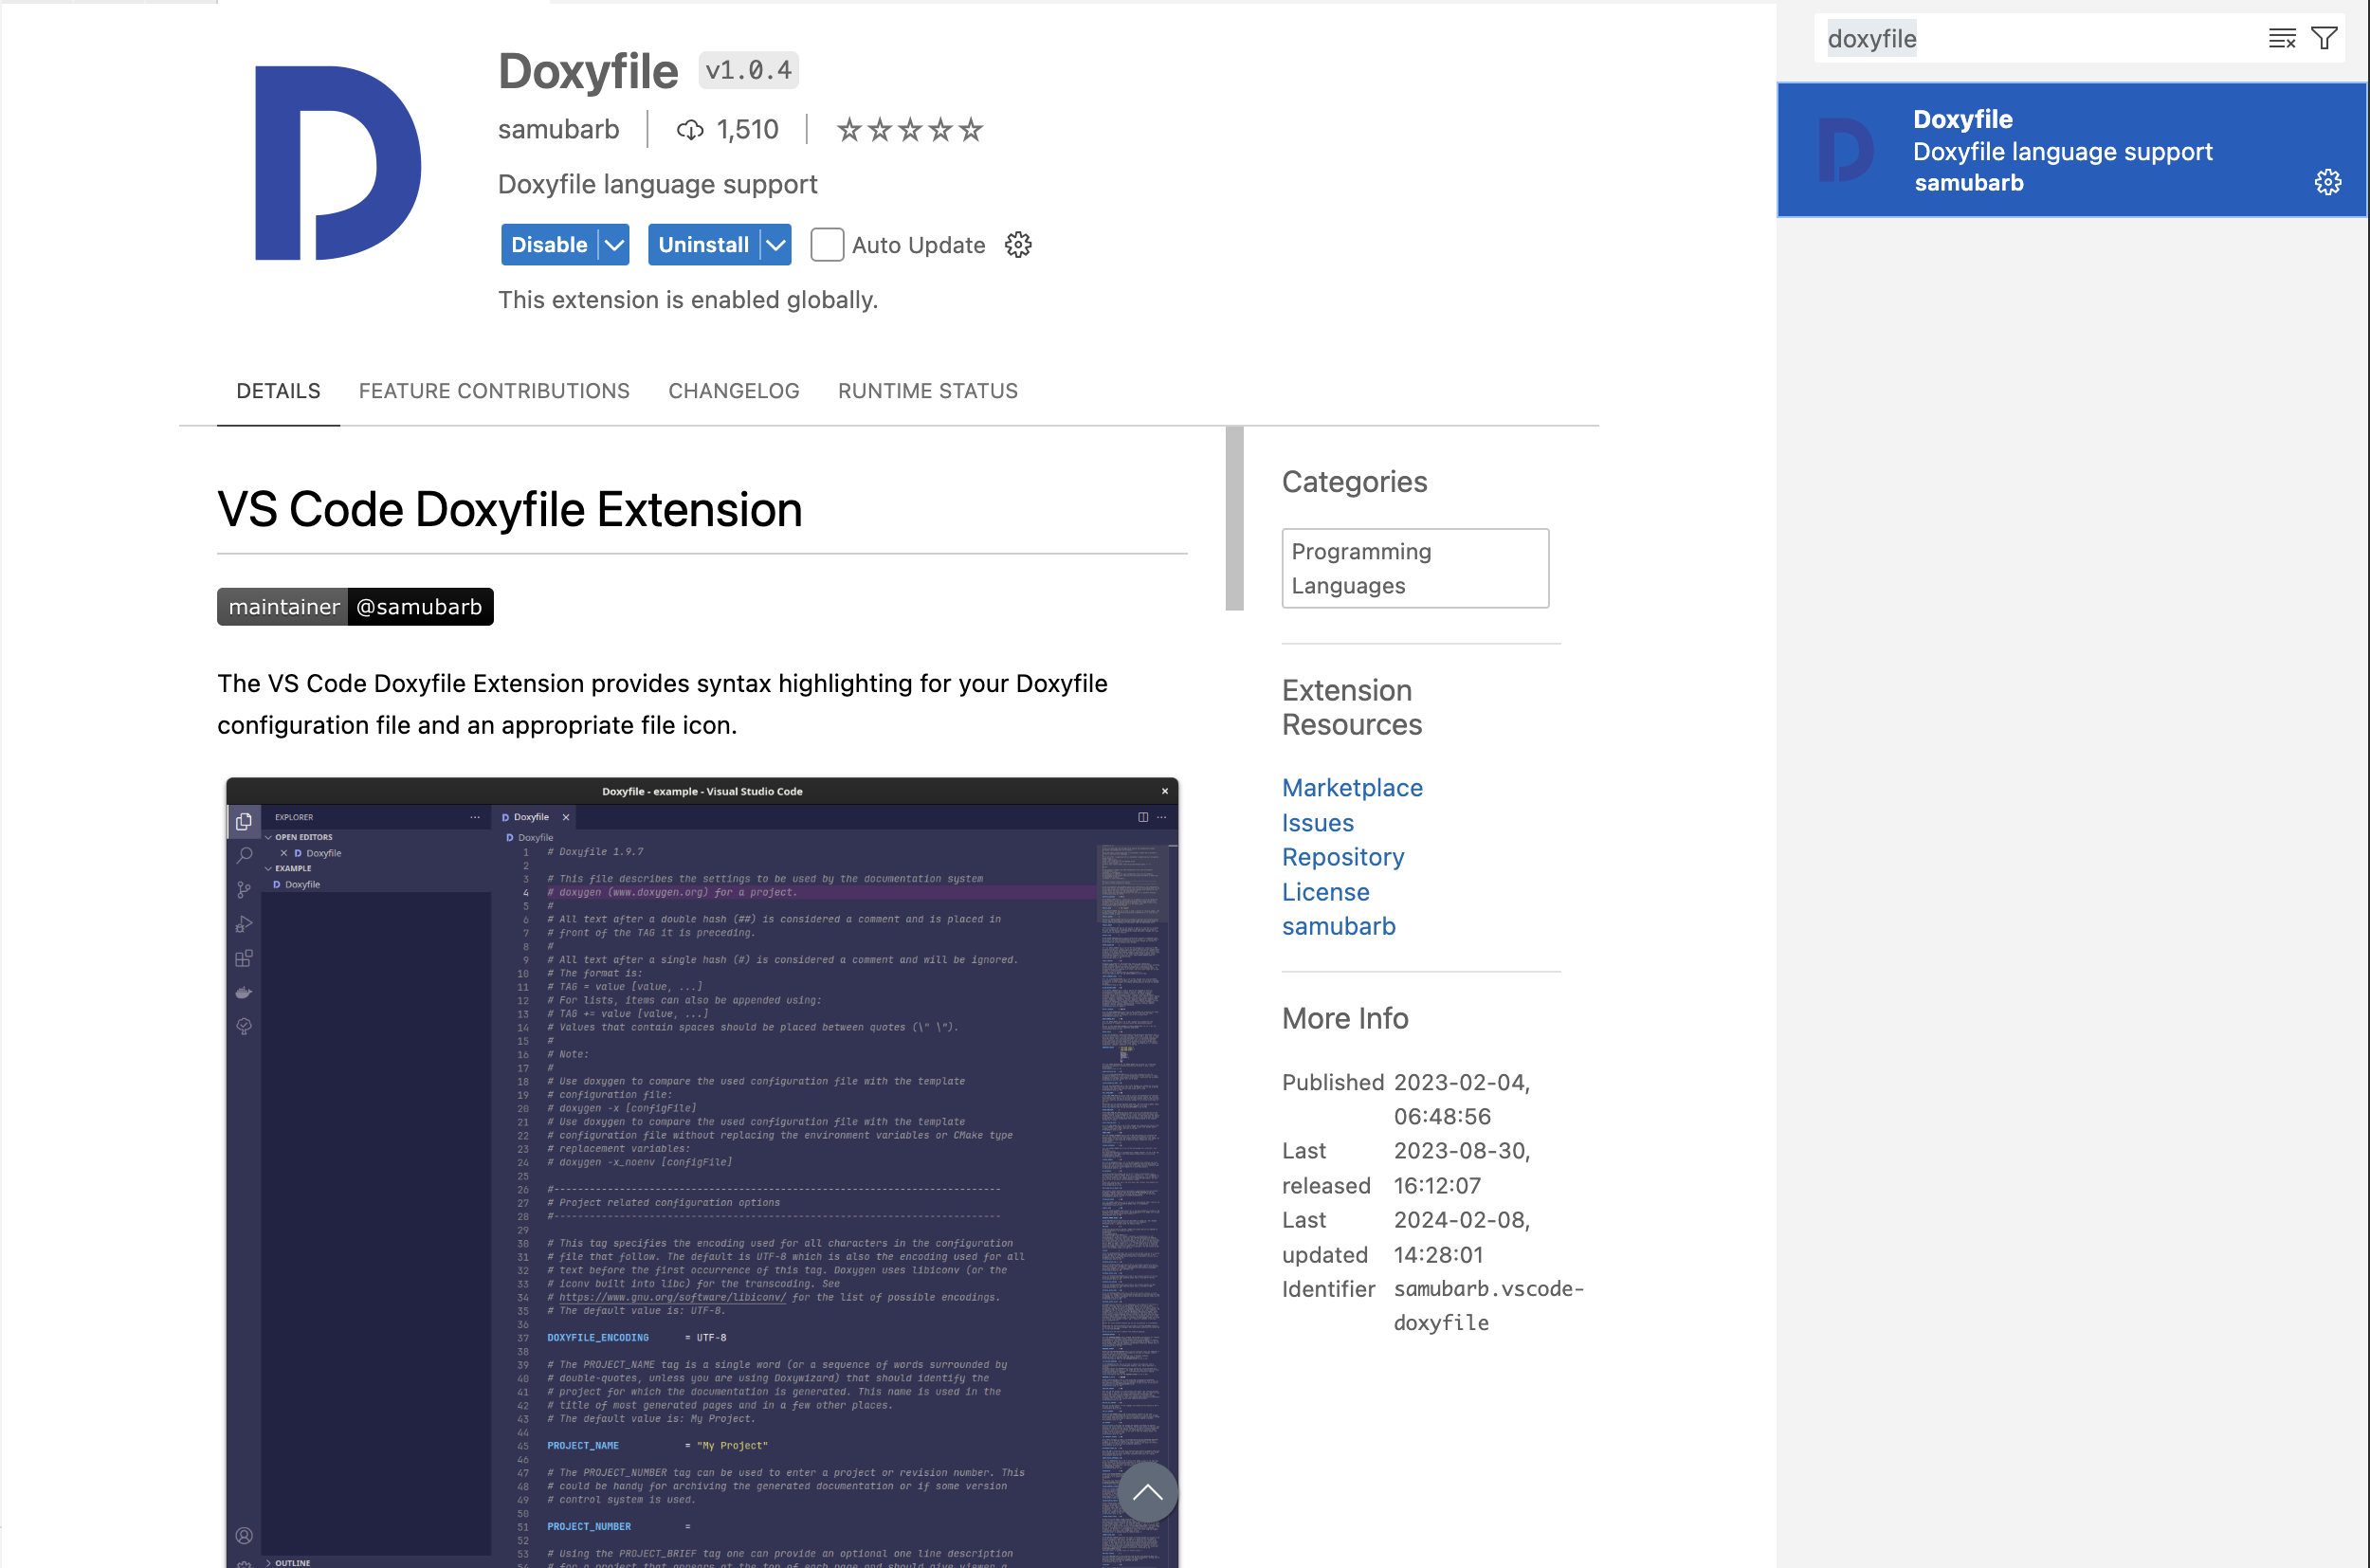 doxyfile
Doxyfile
Doxyfile language support
samubarb
Doxyfile v1.0.4
samubarb 1,510
Doxyfile language support
Disable Uninstall Auto Update
This extension is enabled globally.
DETAILS FEATURE CONTRIBUTIONS CHANGELOG RUNTIME STATUS
VS Code Doxyfile Extension
maintainer @samubarb
The VS Code Doxyfile Extension provides syntax highlighting for your Doxyfile
configuration file and an appropriate file icon.
Doxyfile - example - Visual Studio Code
EXPLORER
OPEN EDITORS
Doxyfile
EXAMPLE
Doxyfile
OUTLINE
Doxyfile
Doxyfile
1 # Doxyfile 1.9.7
2
3 # This file describes the settings to be used by the documentation system
4 # doxygen (www.doxygen.org) for a project.
5 #
6 # All text after a double hash (##) is considered a comment and is placed in
7 # front of the TAG it is preceding.
8 #
9 # All text after a single hash (#) is considered a comment and will be ignored.
10 # The format is:
11 # TAG = value [value, ...]
12 # For lists, items can also be appended using:
13 # TAG += value [value, ...]
14 # Values that contain spaces should be placed between quotes (\" \").
15 #
16 # Note:
17 #
18 # Use doxygen to compare the used configuration file with the template
19 # configuration file:
20 # doxygen -x [configFile]
21 # Use doxygen to compare the used configuration file with the template
22 # configuration file without replacing the environment variables or CMake type
23 # replacement variables:
24 # doxygen -x_noenv [configFile]
25
26 #---------------------------------------------------------------------------
27 # Project related configuration options
28 #---------------------------------------------------------------------------
29
30 # This tag specifies the encoding used for all characters in the configuration
31 # file that follow. The default is UTF-8 which is also the encoding used for all
32 # text before the first occurrence of this tag. Doxygen uses libiconv (or the
33 # iconv built into libc) for the transcoding. See
34 # https://www.gnu.org/software/libiconv/ for the list of possible encodings.
35 # The default value is: UTF-8.
36
37 DOXYFILE_ENCODING = UTF-8
38
39 # The PROJECT_NAME tag is a single word (or a sequence of words surrounded by
40 # double-quotes, unless you are using Doxywizard) that should identify the
41 # project for which the documentation is generated. This name is used in the
42 # title of most generated pages and in a few other places.
43 # The default value is: My Project.
44
45 PROJECT_NAME = "My Project"
46
47 # The PROJECT_NUMBER tag can be used to enter a project or revision number. This
48 # could be handy for archiving the generated documentation or if some version
49 # control system is used.
50
51 PROJECT_NUMBER =
52
53 # Using the PROJECT_BRIEF tag one can provide an optional one line description
Categories
Programming
Languages
Extension
Resources
Marketplace
Issues
Repository
License
samubarb
More Info
Published 2023-02-04,
06:48:56
Last 2023-08-30,
released 16:12:07
Last 2024-02-08,
updated 14:28:01
Identifier samubarb.vscode-
doxyfile